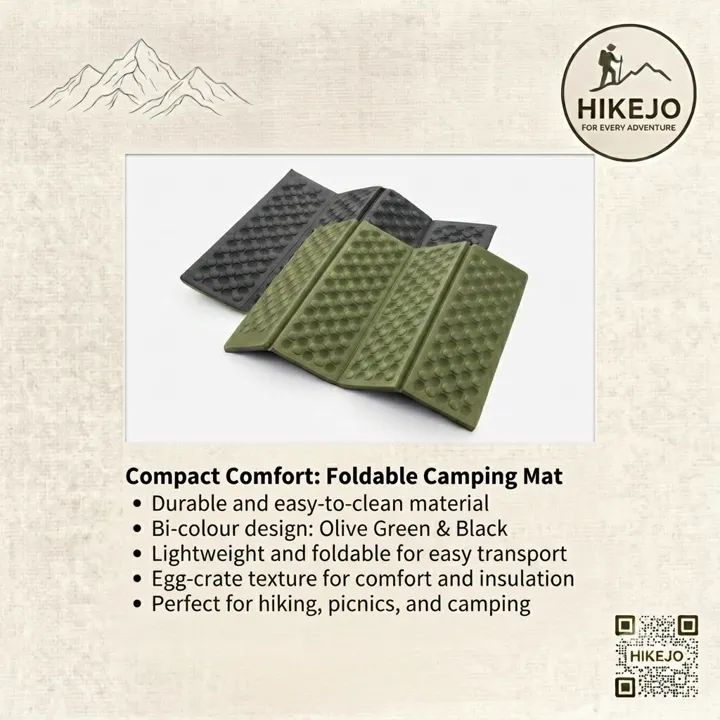 HIKEJO
FOR EVERY ADVENTURE
Compact Comfort: Foldable Camping Mat
• Durable and easy-to-clean material
• Bi-colour design: Olive Green & Black
• Lightweight and foldable for easy transport
• Egg-crate texture for comfort and insulation
• Perfect for hiking, picnics, and camping
HIKEJO